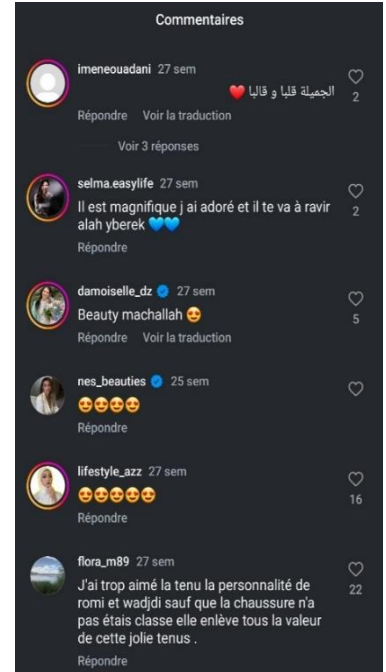 Commentaires
imeneouadani 27 sem
الجميلة قلبا و قالبا ❤️
2
Répondre Voir la traduction
Voir 3 réponses
selma.easylife 27 sem
Il est magnifique j ai adoré et il te va à ravir
alah yberek 💙💙
2
Répondre
damoiselle_dz 27 sem
Beauty machallah 😍
5
Répondre Voir la traduction
nes_beauties 25 sem
😍😍😍😍
Répondre
lifestyle_azz 27 sem
😍😍😍😍😍
16
Répondre
flora_m89 27 sem
J'ai trop aimé la tenu la personnalité de
romi et wadjdi sauf que la chaussure n'a
pas étais classe elle enlève tous la valeur
de cette jolie tenus .
22
Répondre